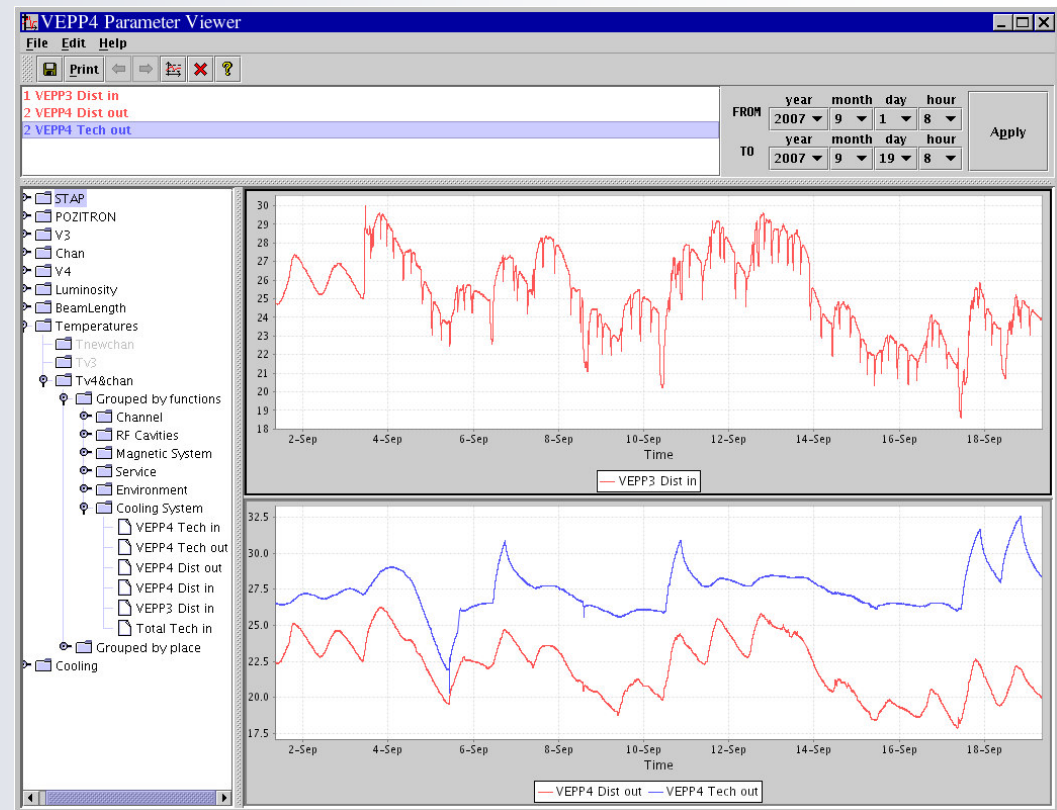 VEPP4 Parameter Viewer
File Edit Help
Print
1 VEPP3 Dist in
2 VEPP4 Dist out
2 VEPP4 Tech out
year month day hour
FROM 2007 9 1 8
year month day hour
TO 2007 9 19 8
Apply
STAP
POZITRON
V3
Chan
V4
Luminosity
BeamLength
Temperatures
Tnewchan
Tv3
Tv4&chan
Grouped by functions
Channel
RF Cavities
Magnetic System
Service
Environment
Cooling System
VEPP4 Tech in
VEPP4 Tech out
VEPP4 Dist out
VEPP4 Dist in
VEPP3 Dist in
Total Tech in
Grouped by place
Cooling
30
29
28
27
26
25
24
23
22
21
20
19
18
2-Sep 4-Sep 6-Sep 8-Sep 10-Sep 12-Sep 14-Sep 16-Sep 18-Sep
Time
VEPP3 Dist in
32.5
30.0
27.5
25.0
22.5
20.0
17.5
2-Sep 4-Sep 6-Sep 8-Sep 10-Sep 12-Sep 14-Sep 16-Sep 18-Sep
Time
VEPP4 Dist out VEPP4 Tech out